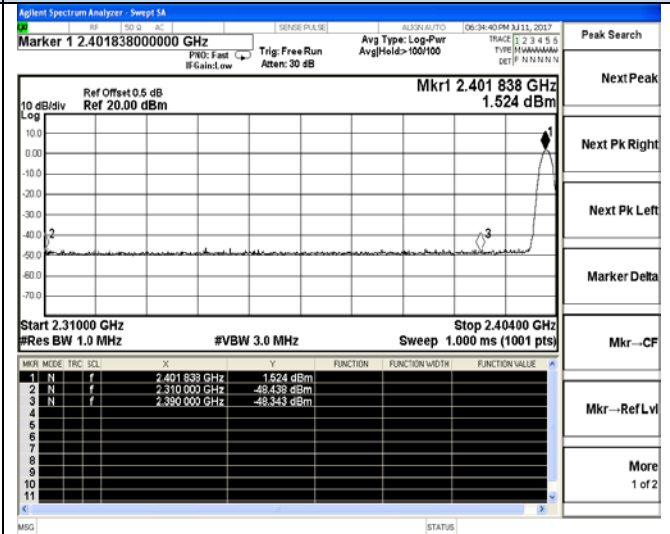 Agilent Spectrum Analyzer - Swept SA
RF 50 Ω AC SENSE:PULSE ALIGNAUTO 06:34:40 PM Jul 11, 2017
Marker 1 2.401838000000 GHz
PNO: Fast
IFGain:Low
Trig: Free Run
Atten: 30 dB
Avg Type: Log-Pwr
Avg|Hold:>100/100
TRACE 1 2 3 4 5 6
TYPE MWWWWW
DET P N N N N N
Peak Search
Next Peak
Next Pk Right
Next Pk Left
Marker Delta
Mkr→CF
Mkr→Ref Lvl
More
1 of 2
Mkr1 2.401 838 GHz
1.524 dBm
Ref Offset 0.5 dB
10 dB/div Ref 20.00 dBm
Log
10.0
0.00
-10.0
-20.0
-30.0
-40.0
-50.0
-60.0
-70.0
1
2
3
Start 2.31000 GHz Stop 2.40400 GHz
#Res BW 1.0 MHz #VBW 3.0 MHz Sweep 1.000 ms (1001 pts)
MKR MODE TRC SCL X Y FUNCTION FUNCTION WIDTH FUNCTION VALUE
1 N f 2.401 838 GHz 1.524 dBm
2 N f 2.310 000 GHz -48.438 dBm
3 N f 2.390 000 GHz -48.343 dBm
4
5
6
7
8
9
10
11
MSG STATUS